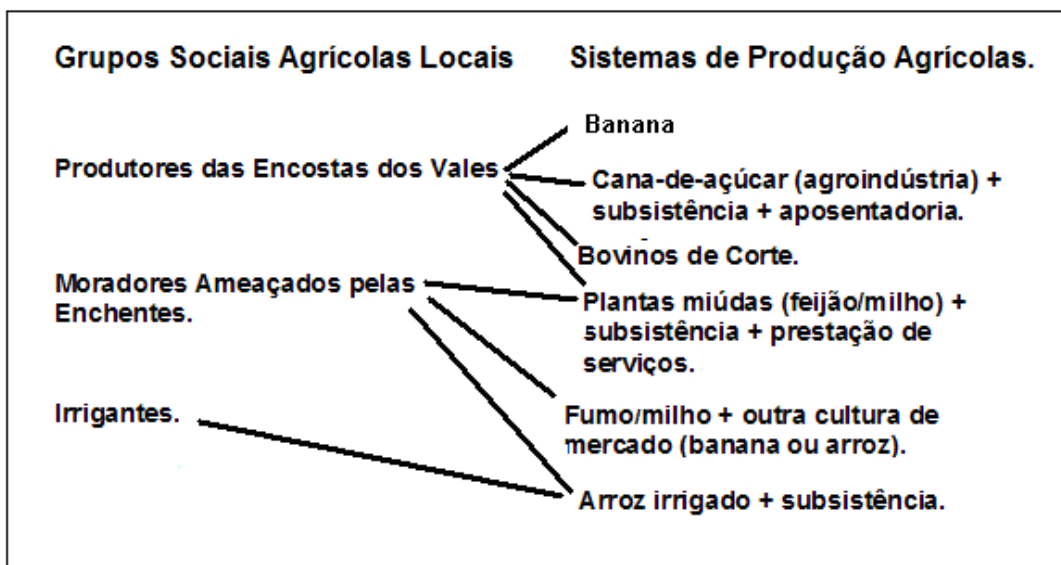 Grupos Sociais Agrícolas Locais
Sistemas de Produção Agrícolas.
Produtores das Encostas dos Vales
Moradores Ameaçados pelas
Enchentes.
Irrigantes.
Banana
Cana-de-açúcar (agroindústria) +
subsistência + aposentadoria.
Bovinos de Corte.
Plantas miúdas (feijão/milho) +
subsistência + prestação de
serviços.
Fumo/milho + outra cultura de
mercado (banana ou arroz).
Arroz irrigado + subsistência.